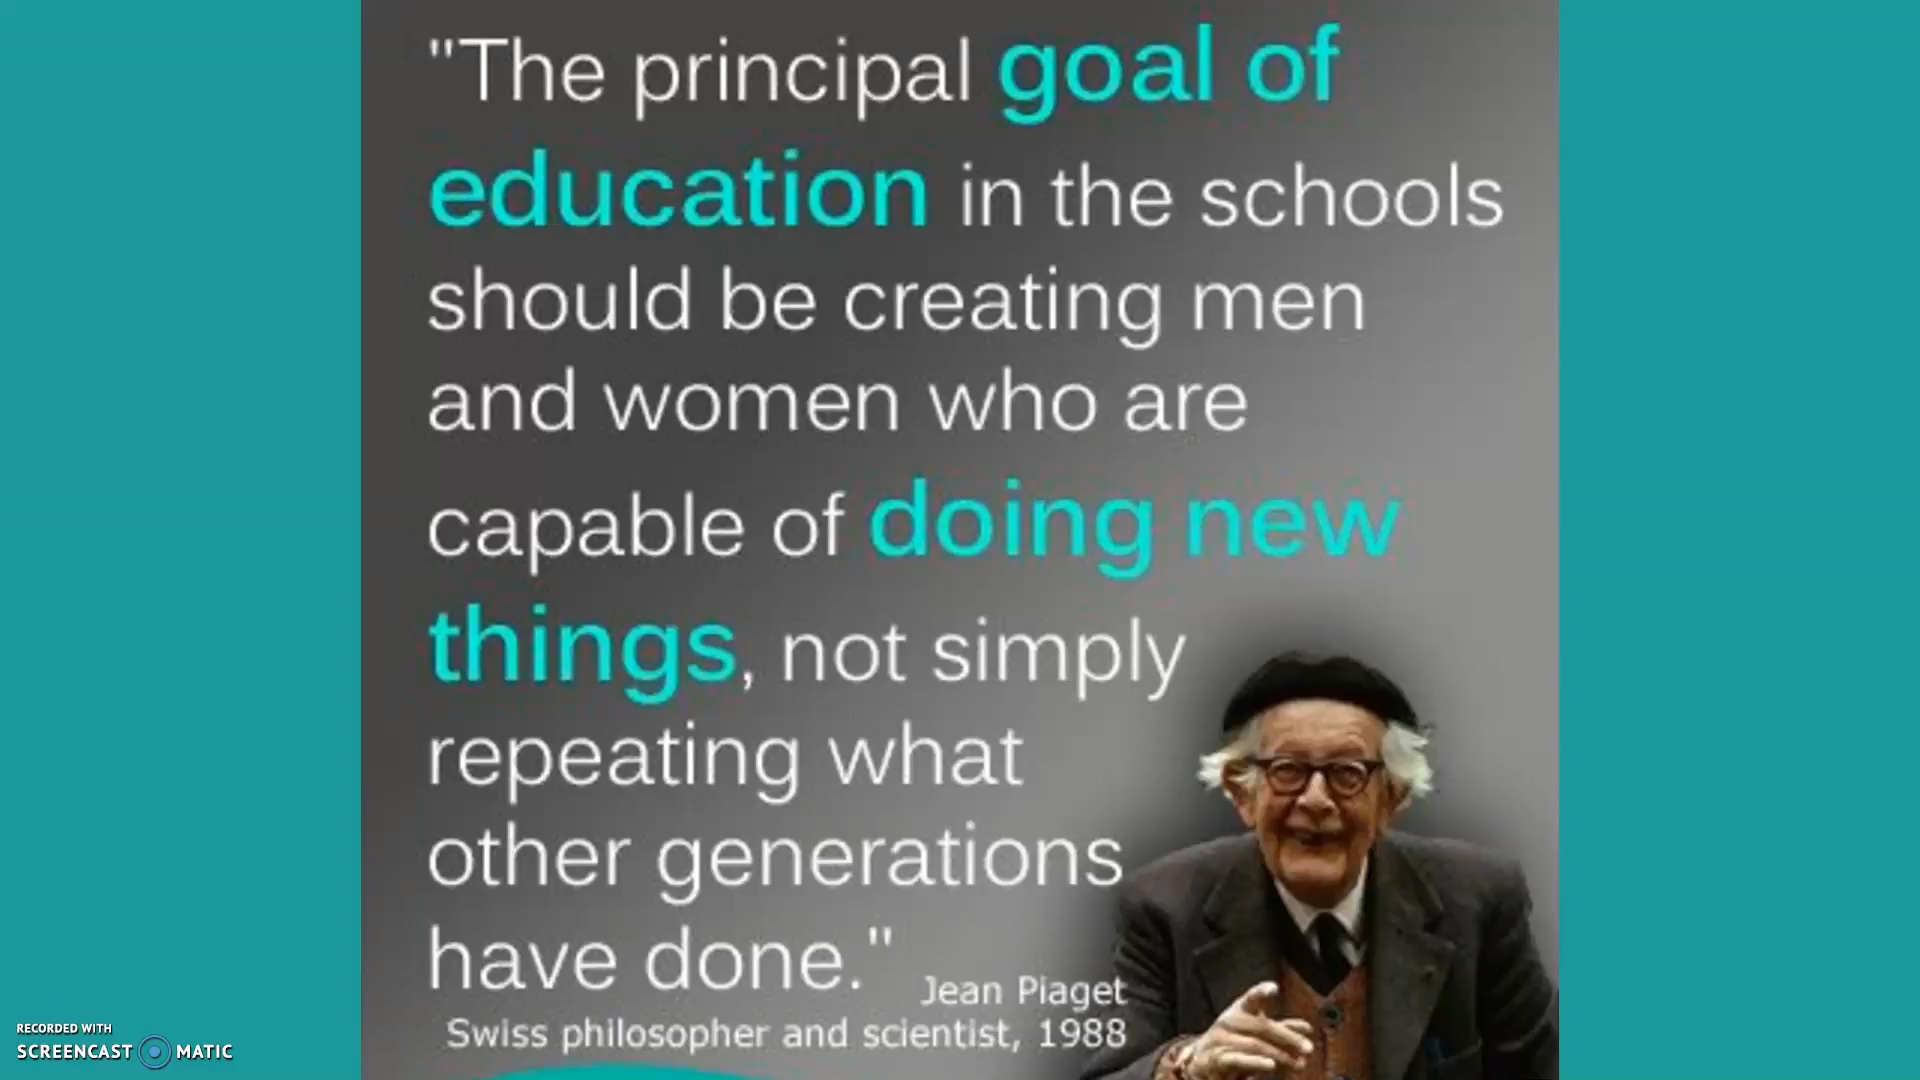 "The principal goal of
education in the schools
should be creating men
and women who are
capable of doing new
things, not simply
repeating what
other generations
have done."
Jean Piaget
Swiss philosopher and scientist, 1988
RECORDED WITH
SCREENCAST MATIC